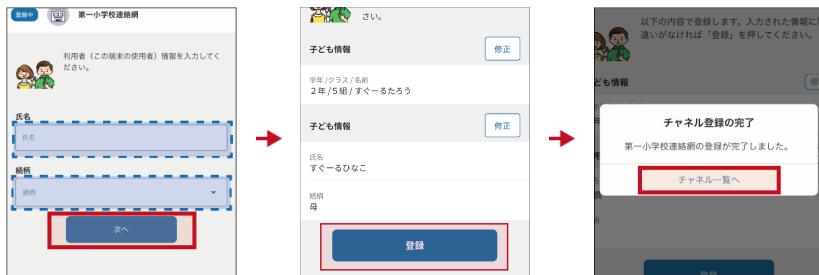 登録中
第一小学校連絡網
利用者（この端末の使用者）情報を入力してく
ださい。
氏名
氏名
続柄
続柄
次へ
さい。
子ども情報
修正
学年/クラス/名前
2年/5組/すぐーるたろう
子ども情報
修正
氏名
すぐーるひなこ
続柄
母
登録
以下の内容で登録します。入力された情報に
違いがなければ「登録」を押してください。
ども情報
チャネル登録の完了
第一小学校連絡網の登録が完了しました。
チャネル一覧へ
登録